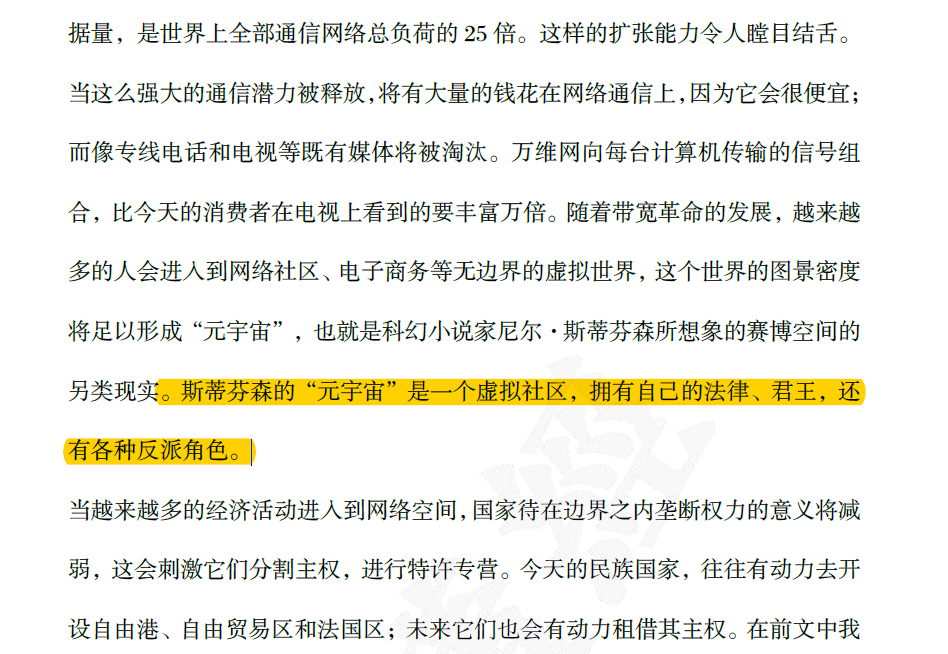 据量，是世界上全部通信网络总负荷的 25 倍。这样的扩张能力令人瞠目结舌。
当这么强大的通信潜力被释放，将有大量的钱花在网络通信上，因为它会很便宜；
而像专线电话和电视等既有媒体将被淘汰。万维网向每台计算机传输的信号组
合，比今天的消费者在电视上看到的要丰富万倍。随着带宽革命的发展，越来越
多的人会进入到网络社区、电子商务等无边界的虚拟世界，这个世界的图景密度
将足以形成“元宇宙”，也就是科幻小说家尼尔·斯蒂芬森所想象的赛博空间的
另类现实。斯蒂芬森的“元宇宙”是一个虚拟社区，拥有自己的法律、君王，还
有各种反派角色。
当越来越多的经济活动进入到网络空间，国家待在边界之内垄断权力的意义将减
弱，这会刺激它们分割主权，进行特许专营。今天的民族国家，往往有动力去开
设自由港、自由贸易区和法国区；未来它们也会有动力租借其主权。在前文中我